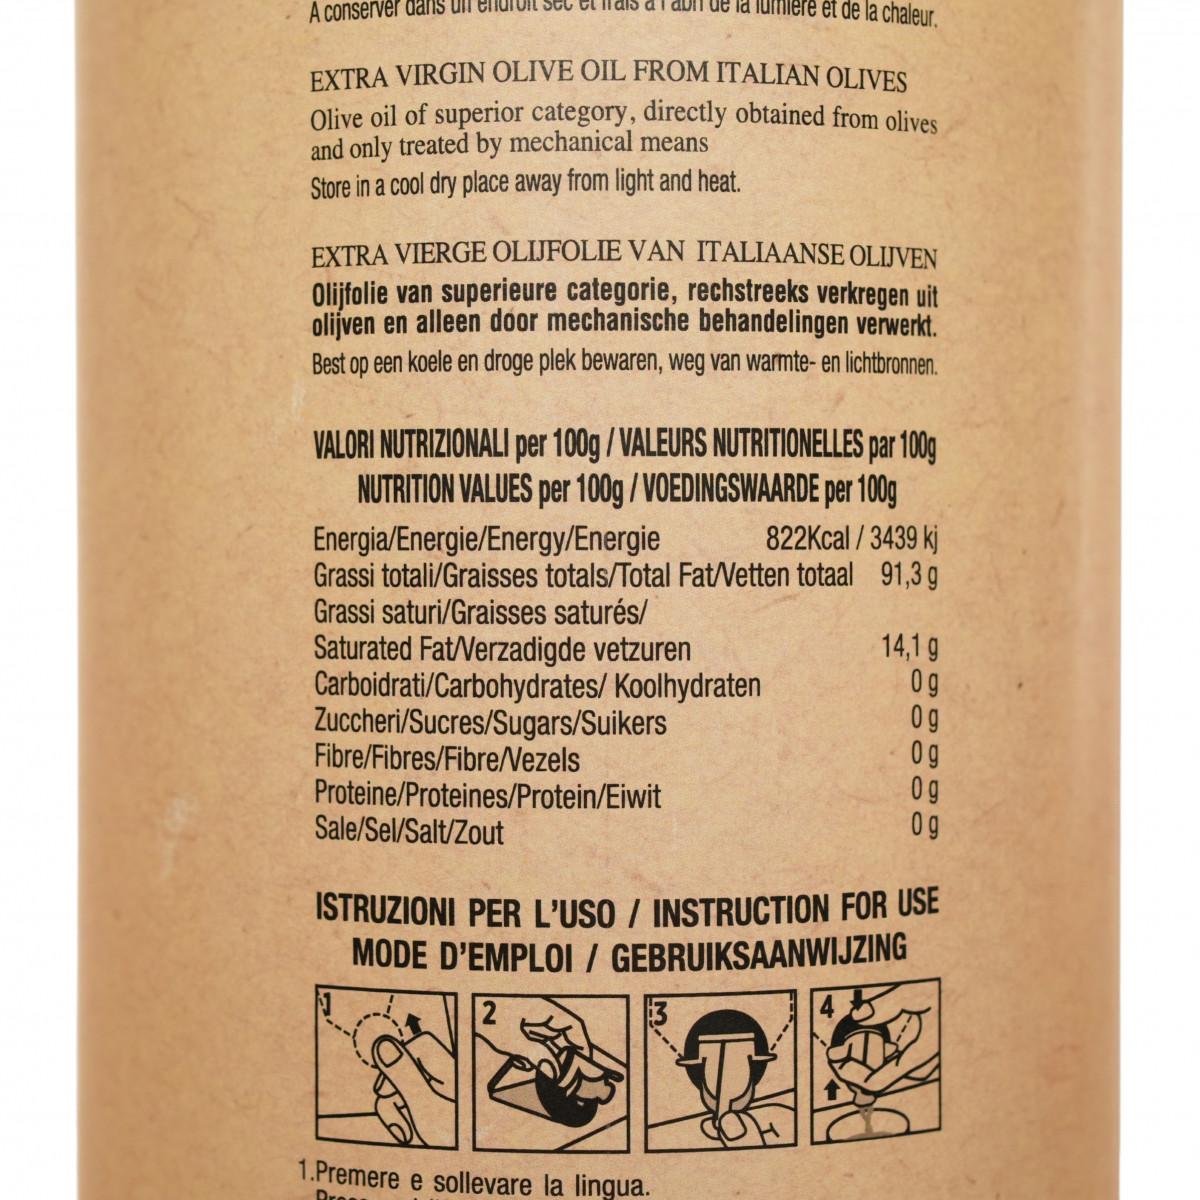 A conserver dans un endroit sec et frais à l'abri de la lumière et de la chaleur.
EXTRA VIRGIN OLIVE OIL FROM ITALIAN OLIVES
Olive oil of superior category, directly obtained from olives
and only treated by mechanical means
Store in a cool dry place away from light and heat.
EXTRA VIERGE OLIJFOLIE VAN ITALIAANSE OLIJVEN
Olijfolie van superieure categorie, rechstreeks verkregen uit
olijven en alleen door mechanische behandelingen verwerkt.
Best op een koele en droge plek bewaren, weg van warmte- en lichtbronnen.
VALORI NUTRIZIONALI per 100g / VALEURS NUTRITIONELLES par 100g
NUTRITION VALUES per 100g / VOEDINGSWAARDE per 100g
Energia/Energie/Energy/Energie 822Kcal / 3439 kj
Grassi totali/Graisses totals/Total Fat/Vetten totaal 91,3 g
Grassi saturi/Graisses saturés/
Saturated Fat/Verzadigde vetzuren 14,1 g
Carboidrati/Carbohydrates/ Koolhydraten 0 g
Zuccheri/Sucres/Sugars/Suikers 0 g
Fibre/Fibres/Fibre/Vezels 0 g
Proteine/Proteines/Protein/Eiwit 0 g
Sale/Sel/Salt/Zout 0 g
ISTRUZIONI PER L'USO / INSTRUCTION FOR USE
MODE D'EMPLOI / GEBRUIKSAANWIJZING
1 2 3 4
1.Premere e sollevare la lingua.